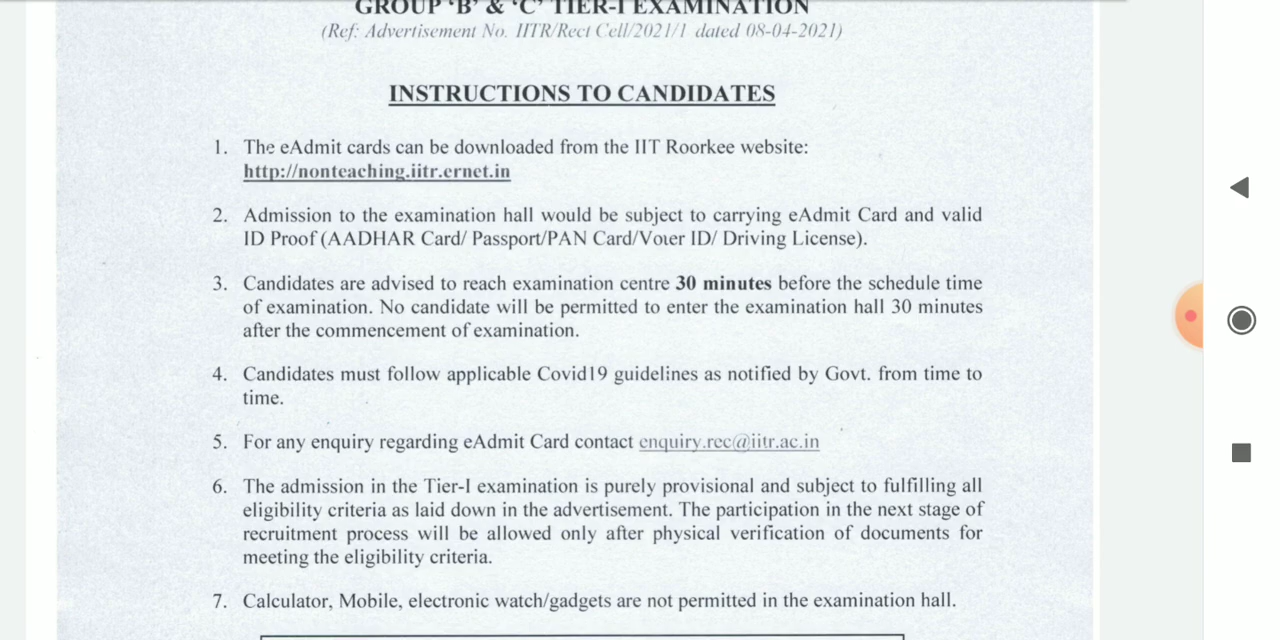 GROUP ‘B’ & ‘C’ TIER-I EXAMINATION
(Ref: Advertisement No. IITR/Rect Cell/2021/1 dated 08-04-2021)
INSTRUCTIONS TO CANDIDATES
1. The eAdmit cards can be downloaded from the IIT Roorkee website:
http://nonteaching.iitr.ernet.in
2. Admission to the examination hall would be subject to carrying eAdmit Card and valid
ID Proof (AADHAR Card/ Passport/PAN Card/Voter ID/ Driving License).
3. Candidates are advised to reach examination centre 30 minutes before the schedule time
of examination. No candidate will be permitted to enter the examination hall 30 minutes
after the commencement of examination.
4. Candidates must follow applicable Covid19 guidelines as notified by Govt. from time to
time.
5. For any enquiry regarding eAdmit Card contact enquiry.rec@iitr.ac.in
6. The admission in the Tier-I examination is purely provisional and subject to fulfilling all
eligibility criteria as laid down in the advertisement. The participation in the next stage of
recruitment process will be allowed only after physical verification of documents for
meeting the eligibility criteria.
7. Calculator, Mobile, electronic watch/gadgets are not permitted in the examination hall.